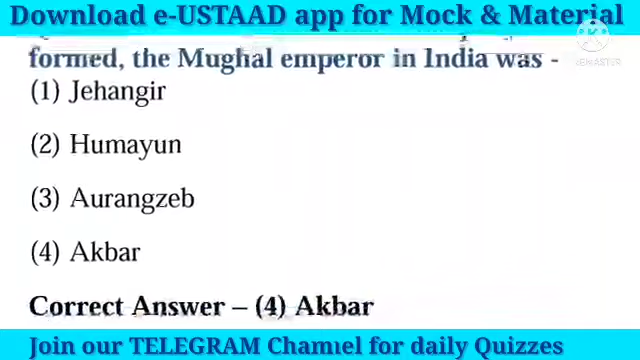 Download e-USTAAD app for Mock & Material
formed, the Mughal emperor in India was -
(1) Jehangir
(2) Humayun
(3) Aurangzeb
(4) Akbar
Correct Answer – (4) Akbar
Join our TELEGRAM Channel for daily Quizzes